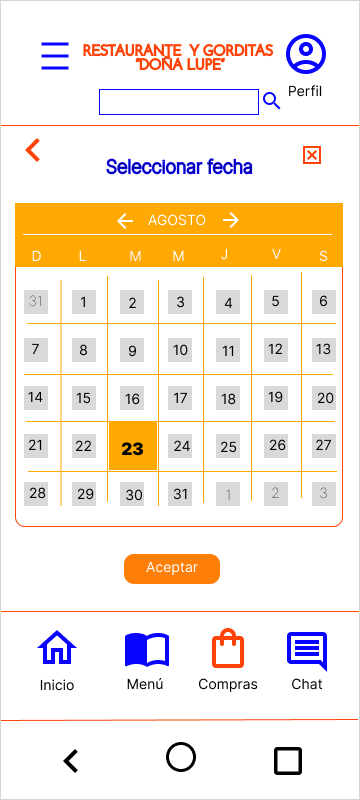 RESTAURANTE Y GORDITAS
"DOÑA LUPE"
Perfil
Seleccionar fecha
AGOSTO
D L M M J V S
31 1 2 3 4 5 6
7 8 9 10 11 12 13
14 15 16 17 18 19 20
21 22 23 24 25 26 27
28 29 30 31 1 2 3
Aceptar
Inicio Menú Compras Chat